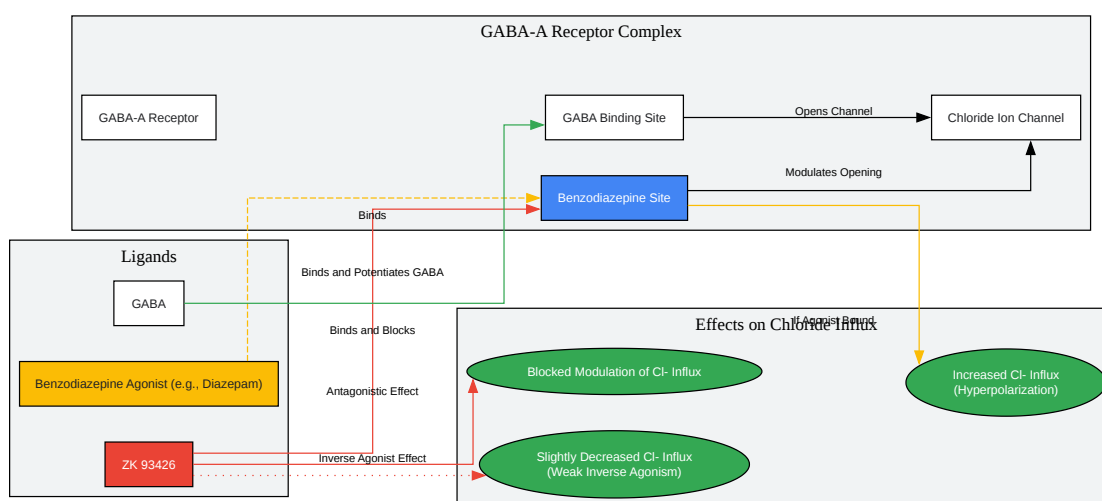 GABA-A Receptor Complex
GABA-A Receptor
GABA Binding Site
Opens Channel
Chloride Ion Channel
Modulates Opening
Benzodiazepine Site
Binds
Ligands
Binds and Potentiates GABA
GABA
If Agonist Bound
Effects on Chloride Influx
Binds and Blocks
Blocked Modulation of Cl- Influx
Increased Cl- Influx
(Hyperpolarization)
Benzodiazepine Agonist (e.g., Diazepam)
Antagonistic Effect
Inverse Agonist Effect
Slightly Decreased Cl- Influx
(Weak Inverse Agonism)
ZK 93426